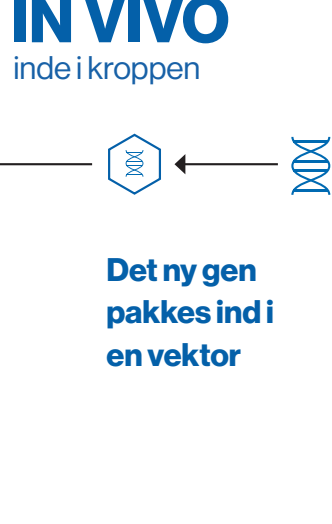 IN VIVO
inde i kroppen
Det ny gen
pakkes ind i
en vektor